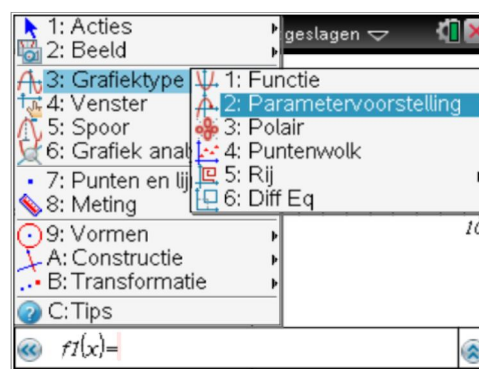 1: Acties
geslagen
2: Beeld
3: Grafiektype
1: Functie
4: Venster
2: Parametervoorstelling
5: Spoor
3: Polair
6: Grafiek anal
4: Puntenwolk
7: Punten en lij
5: Rij
8: Meting
6: Diff Eq
9: Vormen
10
A: Constructie
B: Transformatie
C: Tips
f1(x)=